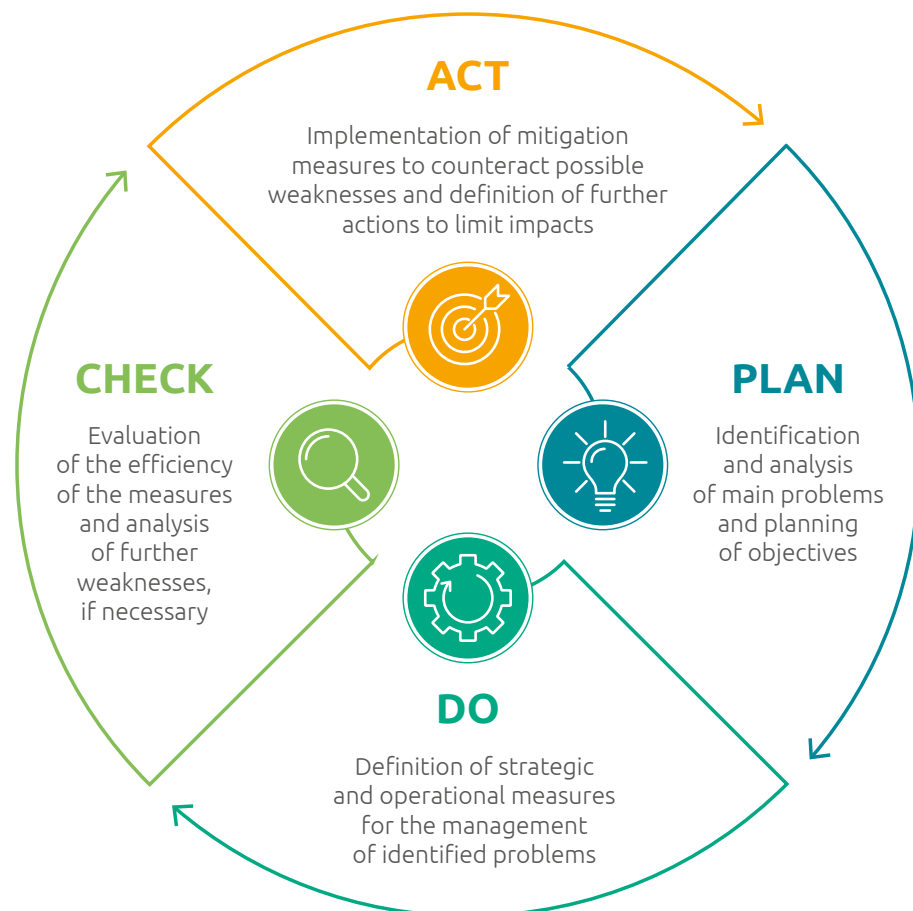 ACT
Implementation of mitigation
measures to counteract possible
weaknesses and definition of further
actions to limit impacts
CHECK
Evaluation
of the efficiency
of the measures
and analysis
of further
weaknesses,
if necessary
PLAN
Identification
and analysis
of main problems
and planning
of objectives
DO
Definition of strategic
and operational measures
for the management
of identified problems